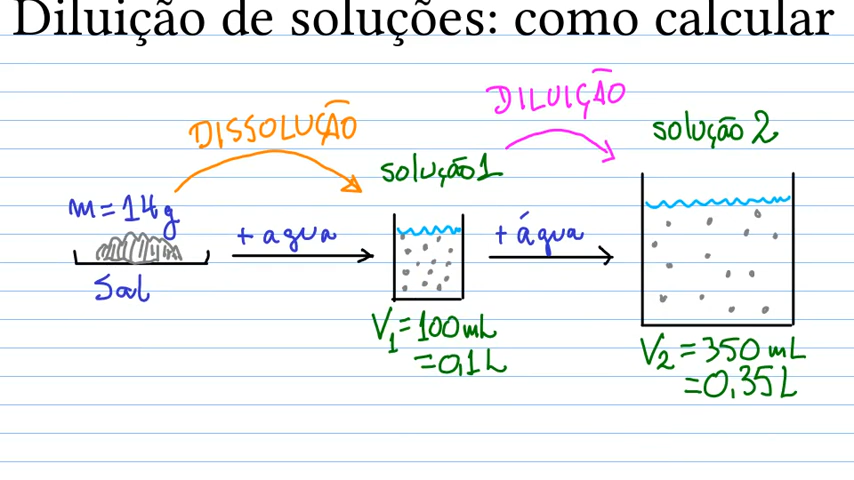 Diluição de soluções: como calcular
DISSOLUÇÃO
DILUIÇÃO
solução 1
solução 2
m = 14g
Sal
+ agua
+ água
V1 = 100 mL
= 0,1 L
V2 = 350 mL
= 0,35 L